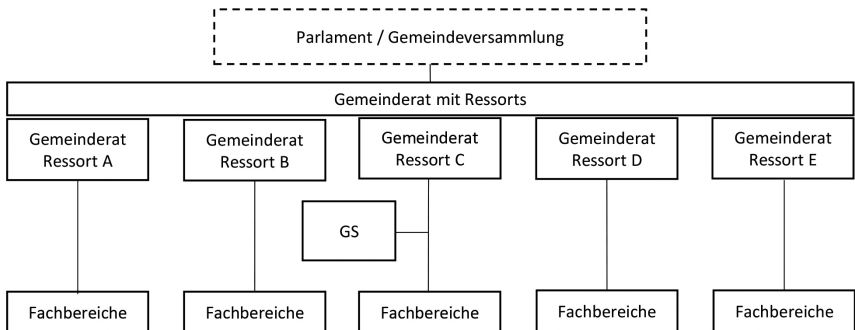 Parlament / Gemeindeversammlung
Gemeinderat mit Ressorts
Gemeinderat
Ressort A
Gemeinderat
Ressort B
Gemeinderat
Ressort C
Gemeinderat
Ressort D
Gemeinderat
Ressort E
GS
Fachbereiche
Fachbereiche
Fachbereiche
Fachbereiche
Fachbereiche